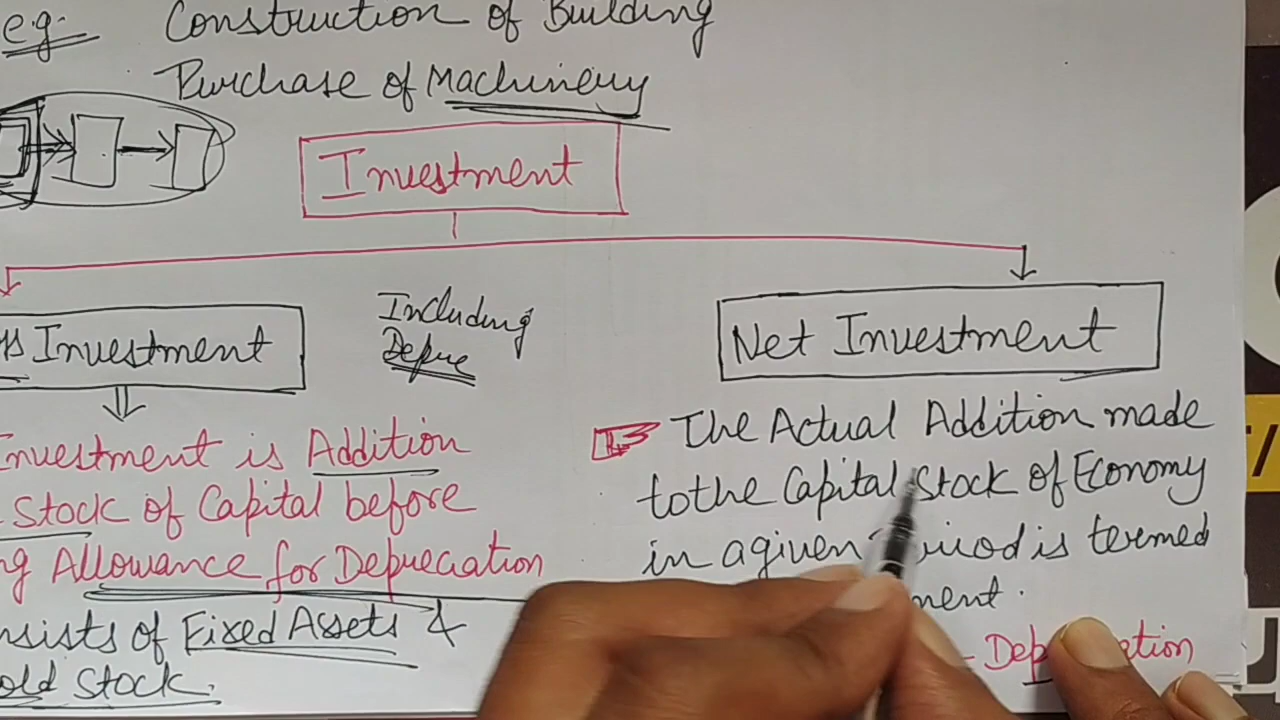 e.g. Construction of Building
Purchase of Machinery
Investment
Investment
Including
Net Investment
Investment is Addition
Stock of Capital before
Allowance for Depreciation
of Fixed Assets &
Stock.
The Actual Addition made
to the Capital Stock of Economy
in a given is termed
- Dep